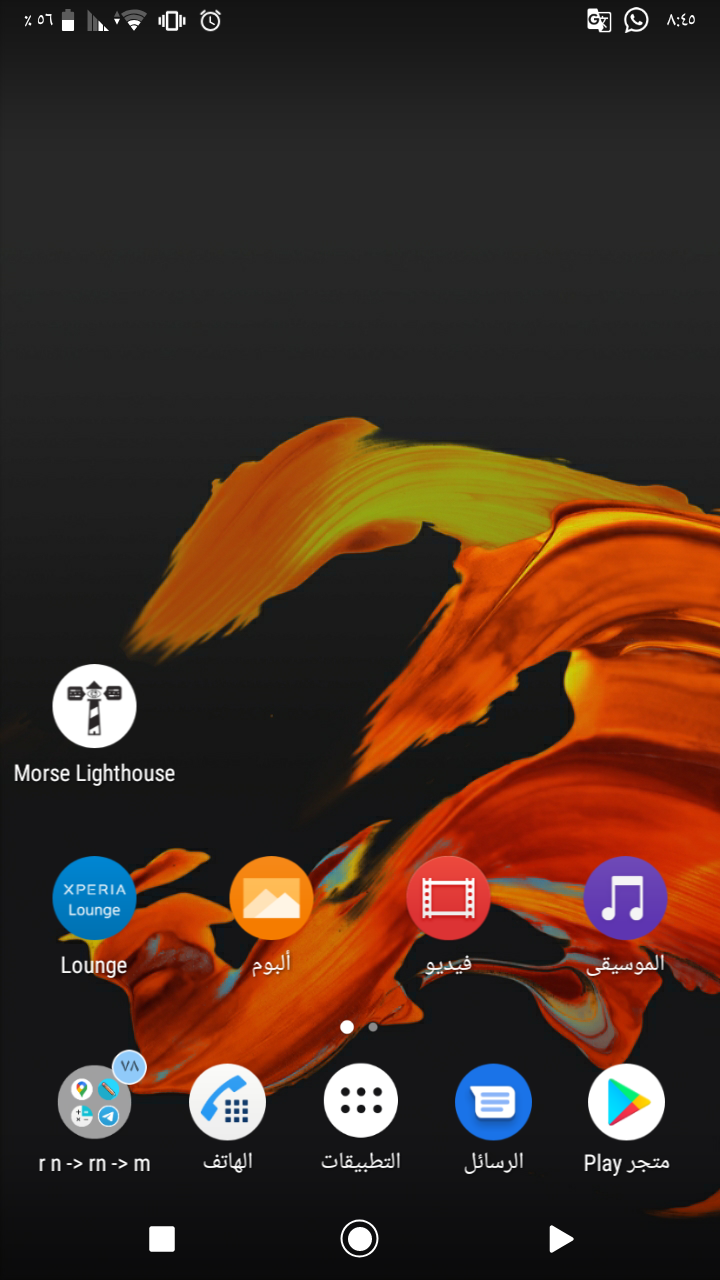 ٪ ٥٦
٨:٤٥
Morse Lighthouse
XPERIA
Lounge
Lounge
ألبوم
فيديو
الموسيقى
٧٨
r n -> rn -> m
الهاتف
التطبيقات
الرسائل
متجر Play